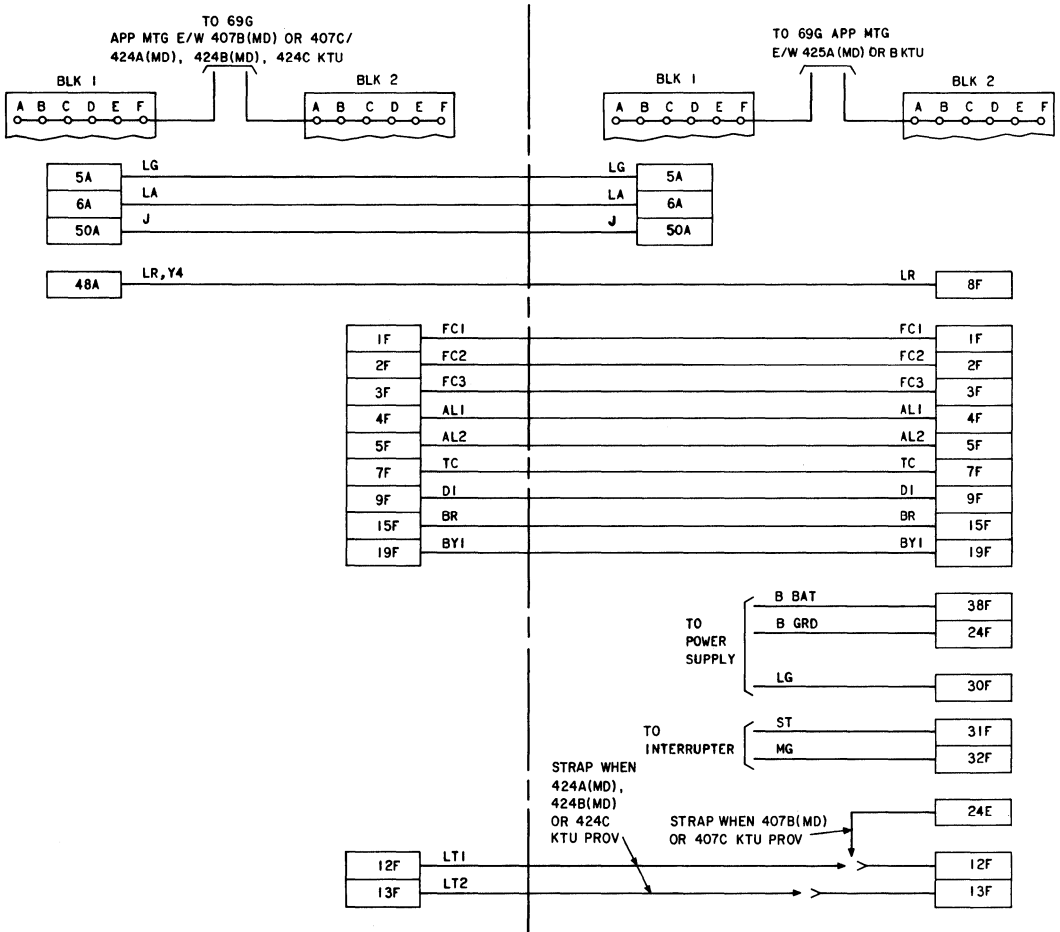 TO 69G
APP MTG E/W 407B(MD) OR 407C/
424A(MD), 424B(MD), 424C KTU
BLK 1
BLK 2
A B C D E F
A B C D E F
TO 69G APP MTG
E/W 425A(MD) OR B KTU
BLK 1
BLK 2
A B C D E F
A B C D E F
5A LG LG 5A
6A LA LA 6A
50A J J 50A
48A LR,Y4 LR 8F
1F FC1 FC1 1F
2F FC2 FC2 2F
3F FC3 FC3 3F
4F AL1 AL1 4F
5F AL2 AL2 5F
7F TC TC 7F
9F D1 D1 9F
15F BR BR 15F
19F BY1 BY1 19F
TO
POWER
SUPPLY
B BAT 38F
B GRD 24F
LG 30F
TO
INTERRUPTER
ST 31F
MG 32F
STRAP WHEN
424A(MD),
424B(MD)
OR 424C
KTU PROV
STRAP WHEN 407B(MD)
OR 407C KTU PROV
24E
12F LT1 12F
13F LT2 13F